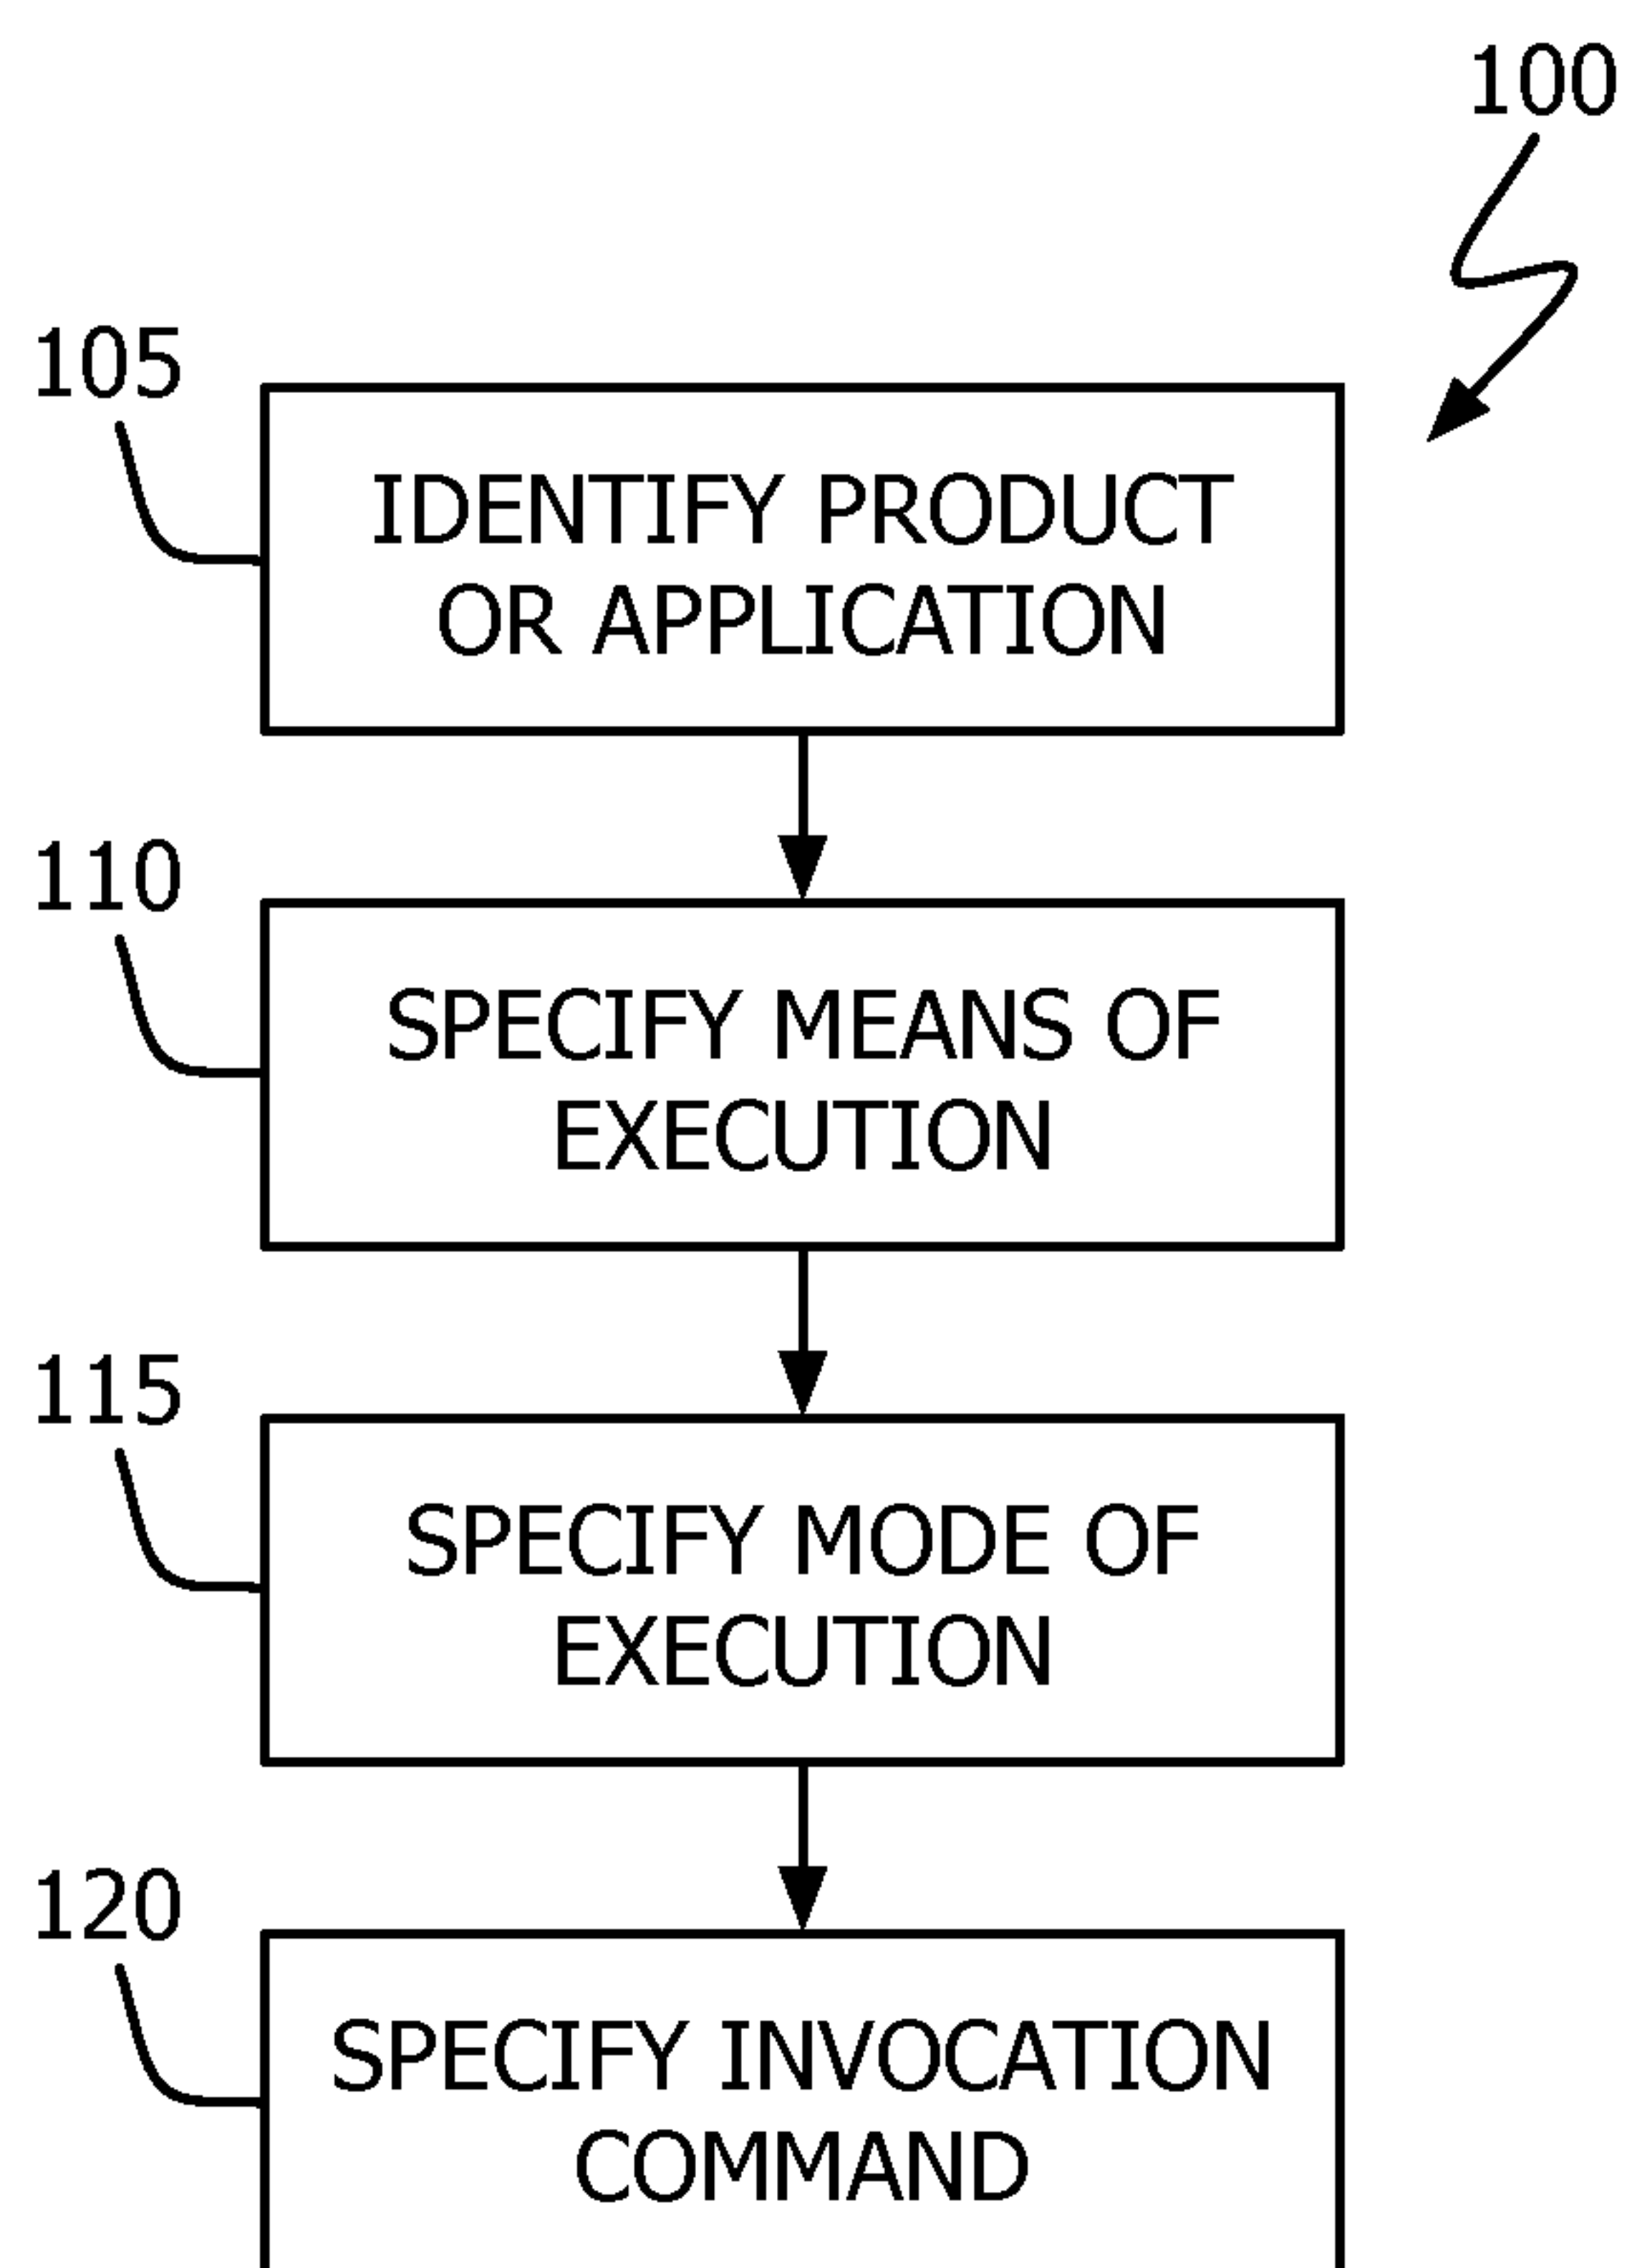 100
105
IDENTIFY PRODUCT
OR APPLICATION
110
SPECIFY MEANS OF
EXECUTION
115
SPECIFY MODE OF
EXECUTION
120
SPECIFY INVOCATION
COMMAND